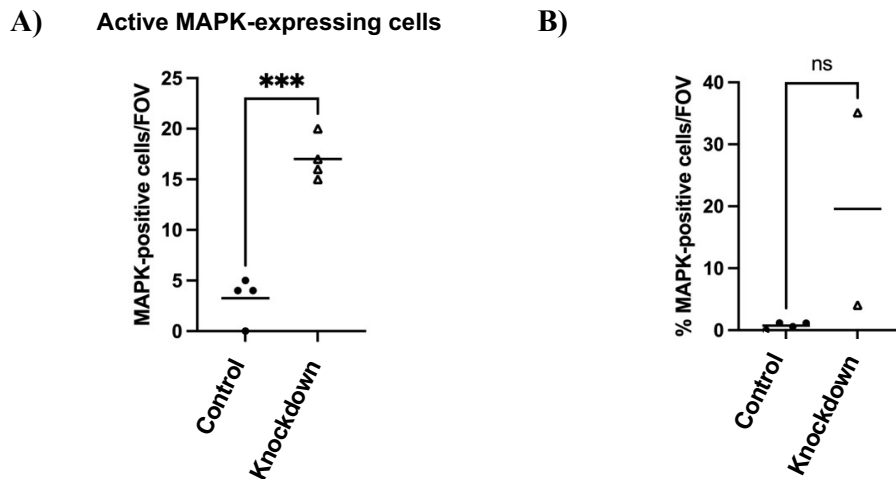 A)
Active MAPK-expressing cells
MAPK-positive cells/FOV
25
20
15
10
5
0
***
Control
Knockdown
B)
% MAPK-positive cells/FOV
40
30
20
10
0
ns
Control
Knockdown